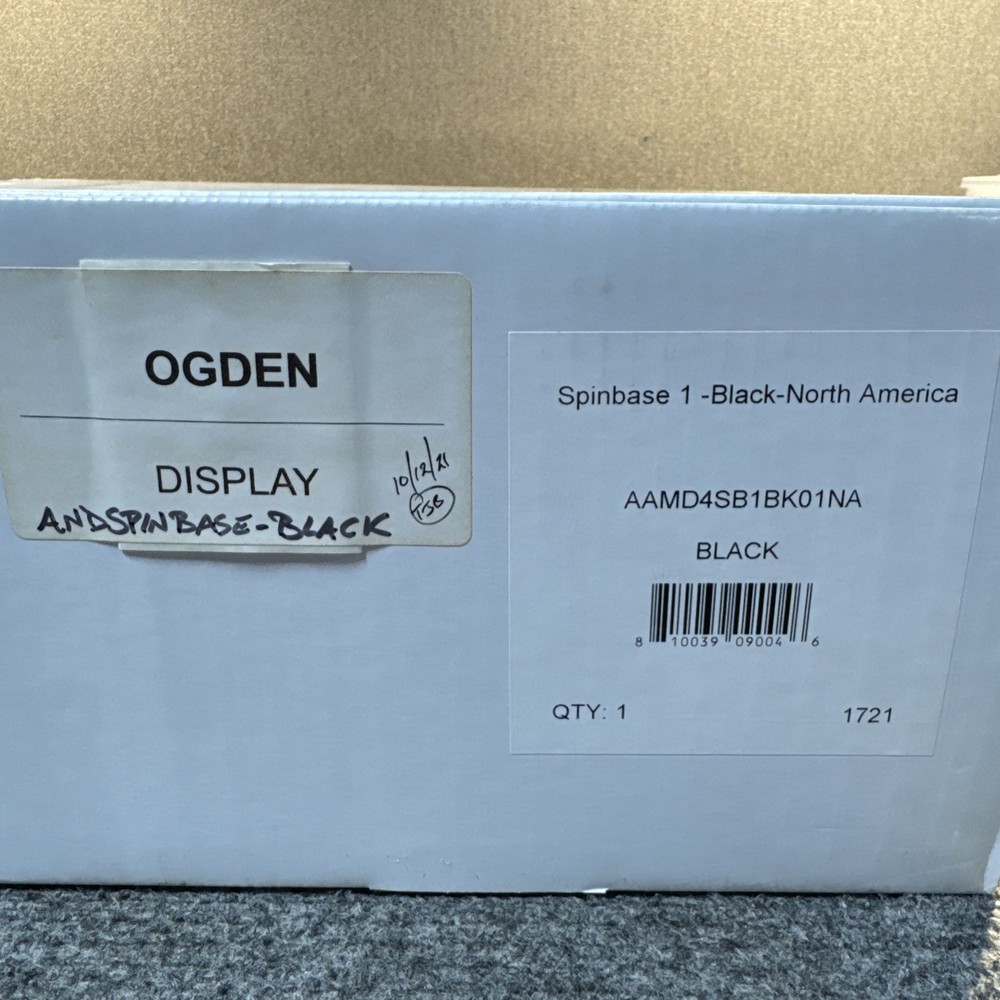 OGDEN
DISPLAY
10/12/21
ANDSPINBASE-BLACK
Spinbase 1 -Black-North America
AAMD4SB1BK01NA
BLACK
8 10039 09004 6
QTY: 1
1721